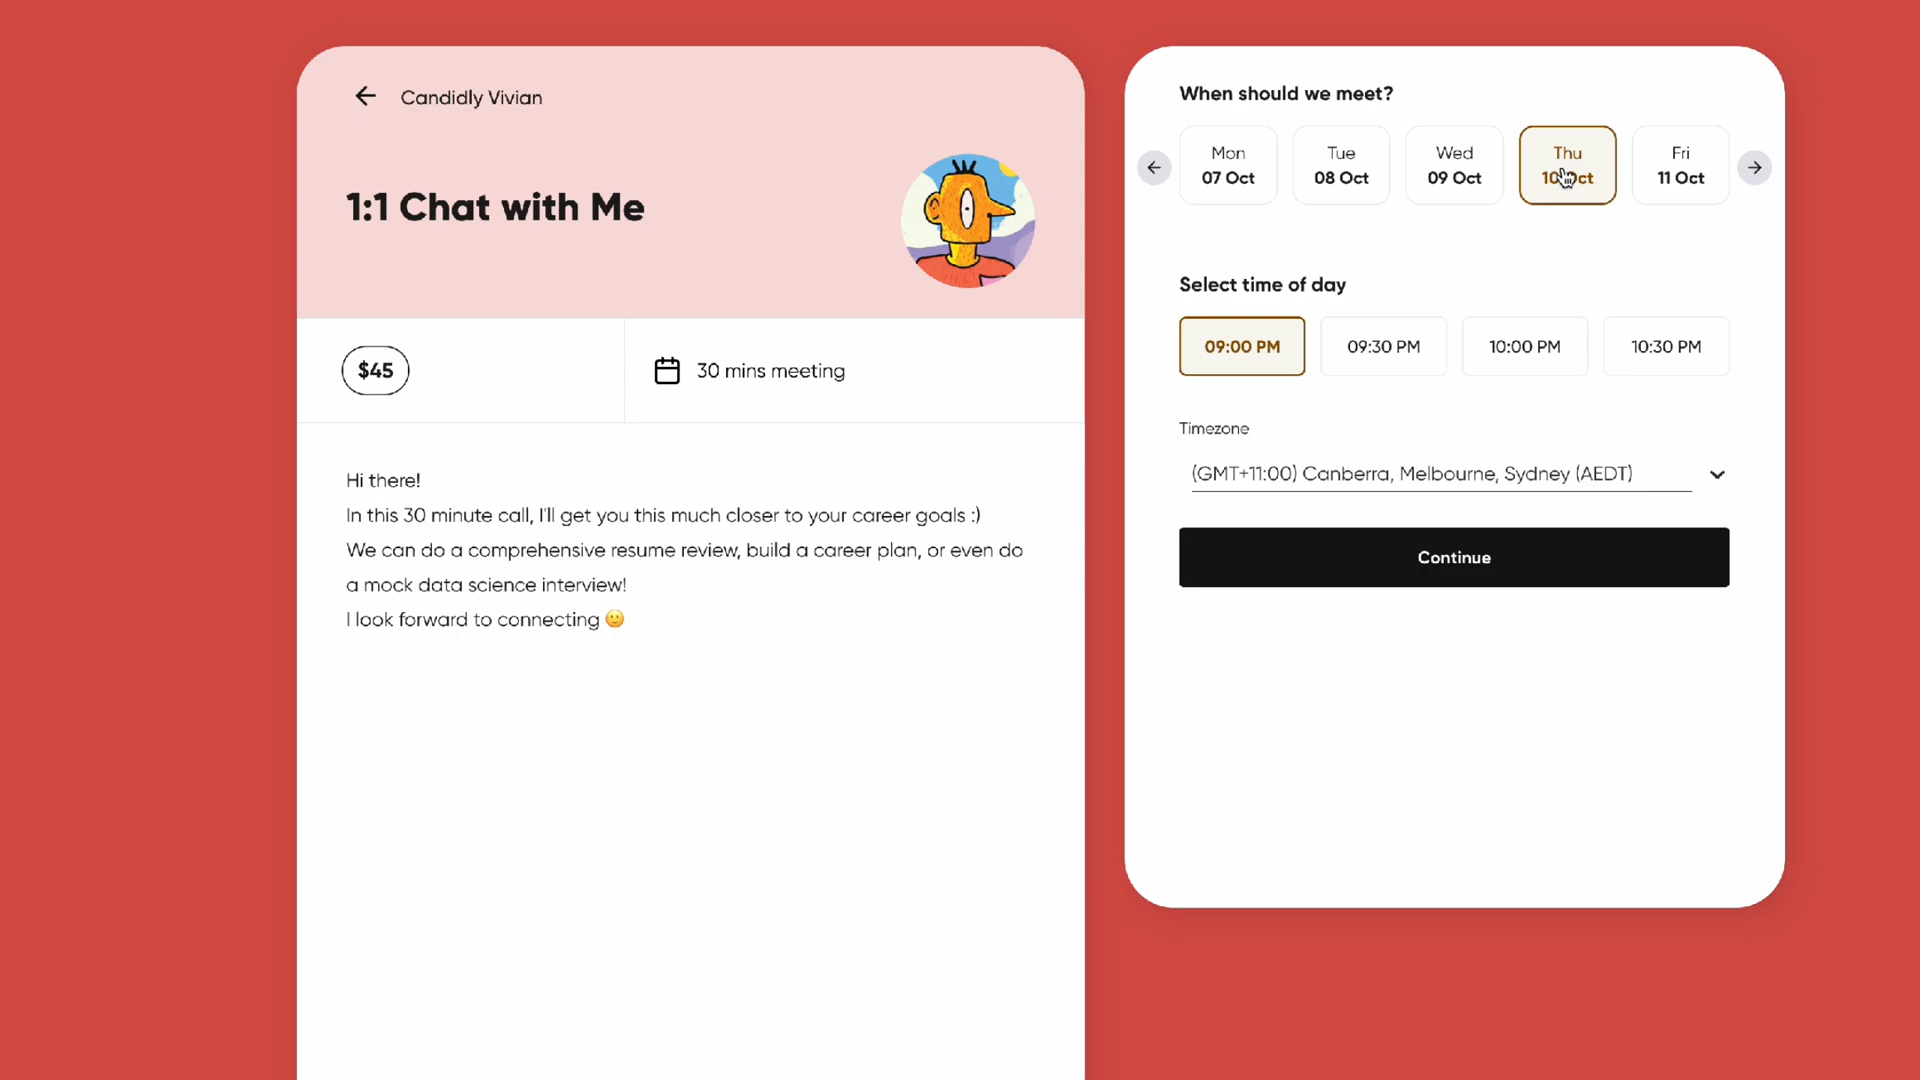 Candidly Vivian
1:1 Chat with Me
$45
30 mins meeting
Hi there!
In this 30 minute call, I'll get you this much closer to your career goals :)
We can do a comprehensive resume review, build a career plan, or even do
a mock data science interview!
I look forward to connecting 🙂
When should we meet?
Mon
07 Oct
Tue
08 Oct
Wed
09 Oct
Thu
10 Oct
Fri
11 Oct
Select time of day
09:00 PM
09:30 PM
10:00 PM
10:30 PM
Timezone
(GMT+11:00) Canberra, Melbourne, Sydney (AEDT)
Continue